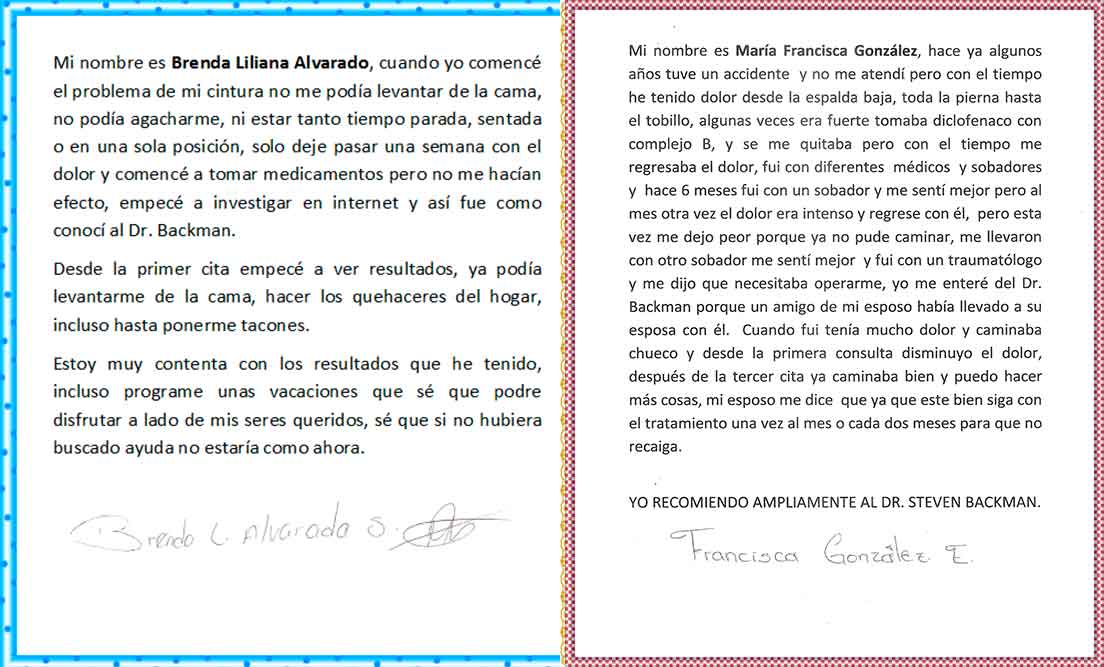 Mi nombre es Brenda Liliana Alvarado, cuando yo comencé
el problema de mi cintura no me podía levantar de la cama,
no podía agacharme, ni estar tanto tiempo parada, sentada
o en una sola posición, solo deje pasar una semana con el
dolor y comencé a tomar medicamentos pero no me hacían
efecto, empecé a investigar en internet y así fue como
conocí al Dr. Backman.
Desde la primer cita empecé a ver resultados, ya podía
levantarme de la cama, hacer los quehaceres del hogar,
incluso hasta ponerme tacones.
Estoy muy contenta con los resultados que he tenido,
incluso programe unas vacaciones que sé que podre
disfrutar a lado de mis seres queridos, sé que si no hubiera
buscado ayuda no estaría como ahora.
Brenda L. Alvarado S.
Mi nombre es María Francisca González, hace ya algunos
años tuve un accidente y no me atendí pero con el tiempo
he tenido dolor desde la espalda baja, toda la pierna hasta
el tobillo, algunas veces era fuerte tomaba diclofenaco con
complejo B, y se me quitaba pero con el tiempo me
regresaba el dolor, fui con diferentes médicos y sobadores
y hace 6 meses fui con un sobador y me sentí mejor pero al
mes otra vez el dolor era intenso y regrese con él, pero esta
vez me dejo peor porque ya no pude caminar, me llevaron
con otro sobador me sentí mejor y fui con un traumatólogo
y me dijo que necesitaba operarme, yo me enteré del Dr.
Backman porque un amigo de mi esposo había llevado a su
esposa con él. Cuando fui tenía mucho dolor y caminaba
chueco y desde la primera consulta disminuyo el dolor,
después de la tercer cita ya caminaba bien y puedo hacer
más cosas, mi esposo me dice que ya que este bien siga con
el tratamiento una vez al mes o cada dos meses para que no
recaiga.
YO RECOMIENDO AMPLIAMENTE AL DR. STEVEN BACKMAN.
Francisca González E.